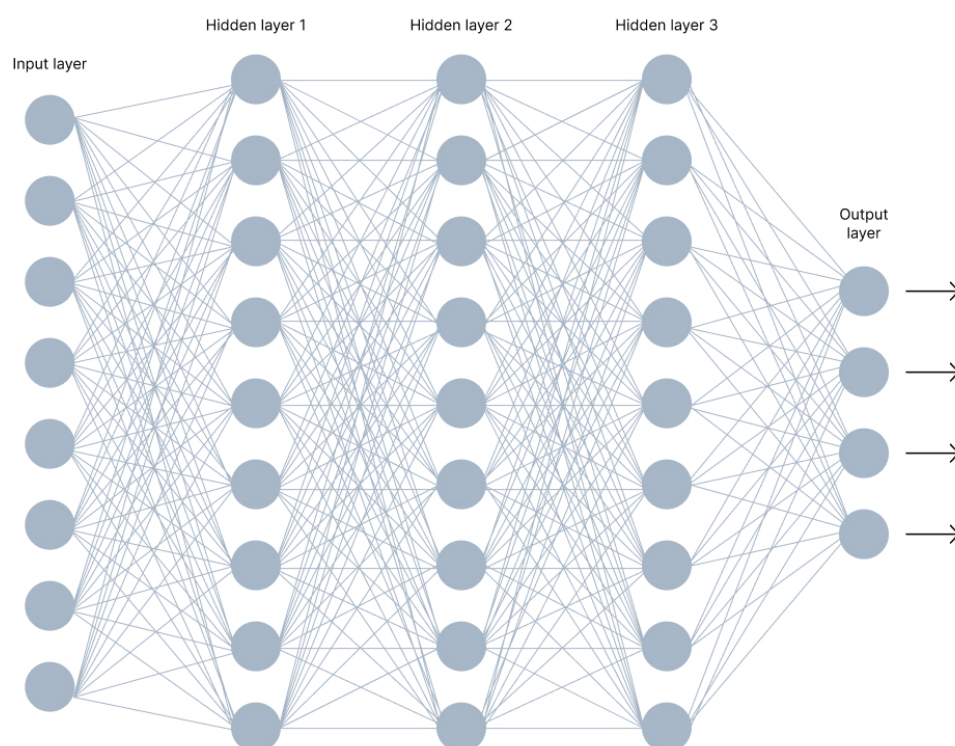 Input layer
Hidden layer 1
Hidden layer 2
Hidden layer 3
Output
layer